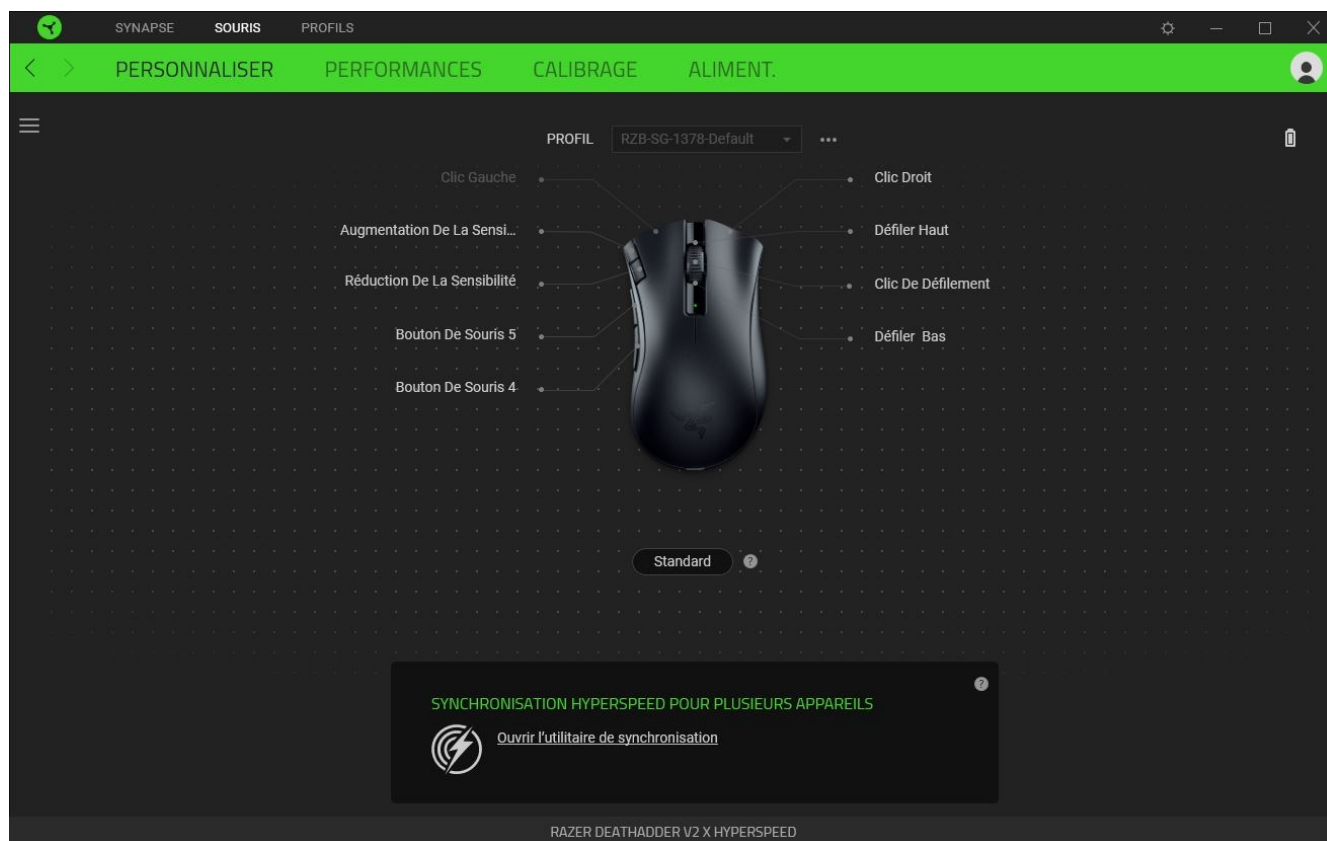 SYNAPSE SOURIS PROFILS
PERSONNALISER PERFORMANCES CALIBRAGE ALIMENT.
PROFIL RZB-SG-1378-Default
Clic Gauche
Clic Droit
Augmentation De La Sensi...
Défiler Haut
Réduction De La Sensibilité
Clic De Défilement
Bouton De Souris 5
Défiler Bas
Bouton De Souris 4
Standard ?
?
SYNCHRONISATION HYPERSPEED POUR PLUSIEURS APPAREILS
Ouvrir l'utilitaire de synchronisation
RAZER DEATHADDER V2 X HYPERSPEED